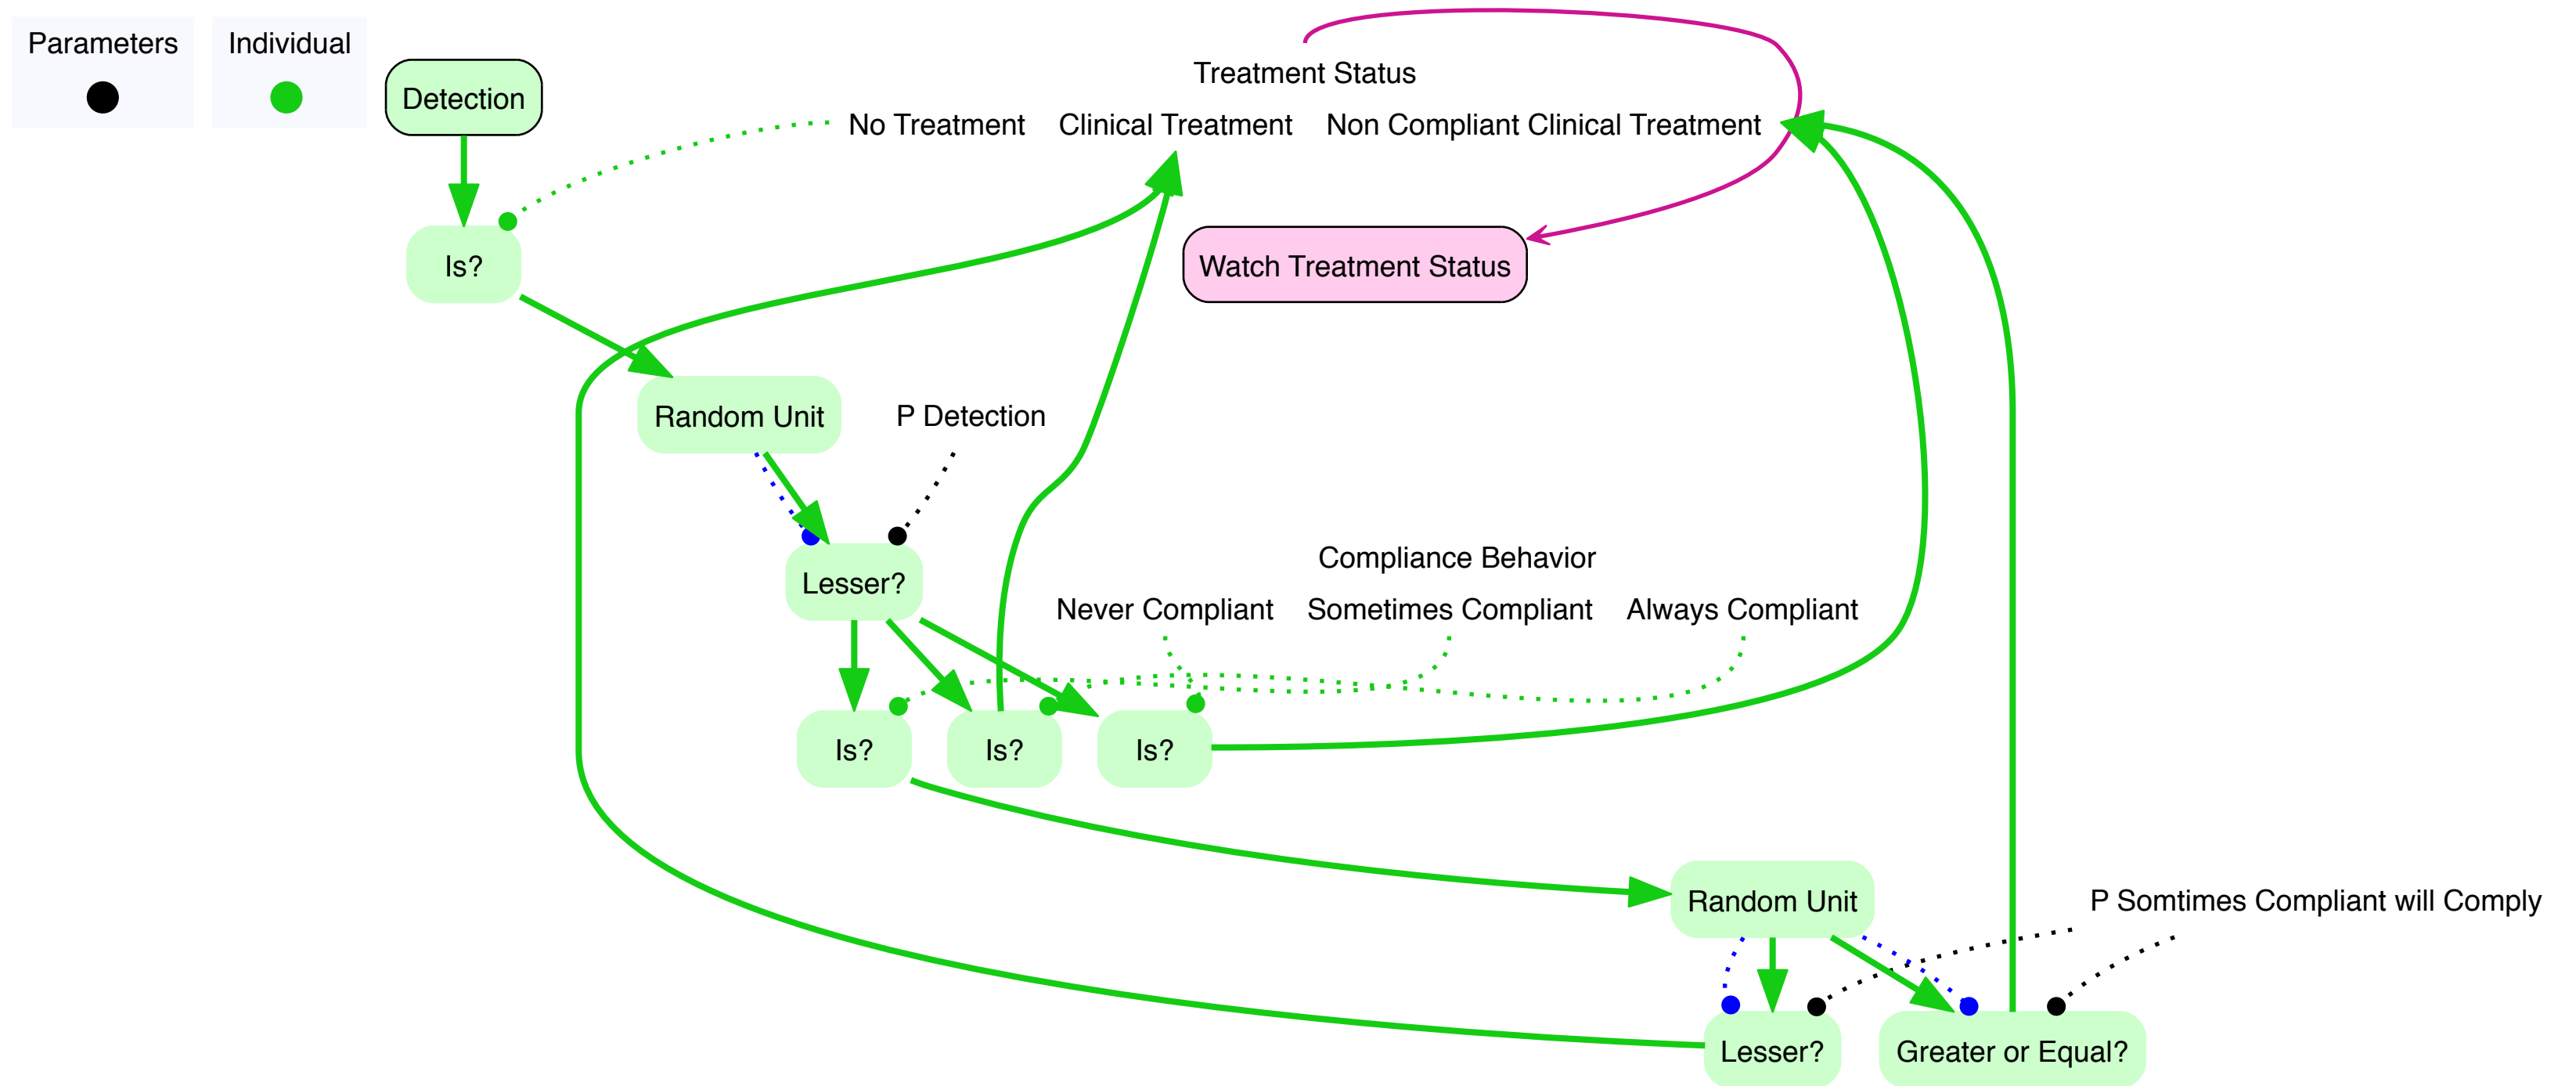 Parameters
Individual
Detection
Treatment Status
No Treatment Clinical Treatment Non Compliant Clinical Treatment
Is?
Watch Treatment Status
Random Unit
P Detection
Lesser?
Compliance Behavior
Never Compliant Sometimes Compliant Always Compliant
Is?
Is?
Is?
Random Unit
P Somtimes Compliant will Comply
Lesser?
Greater or Equal?